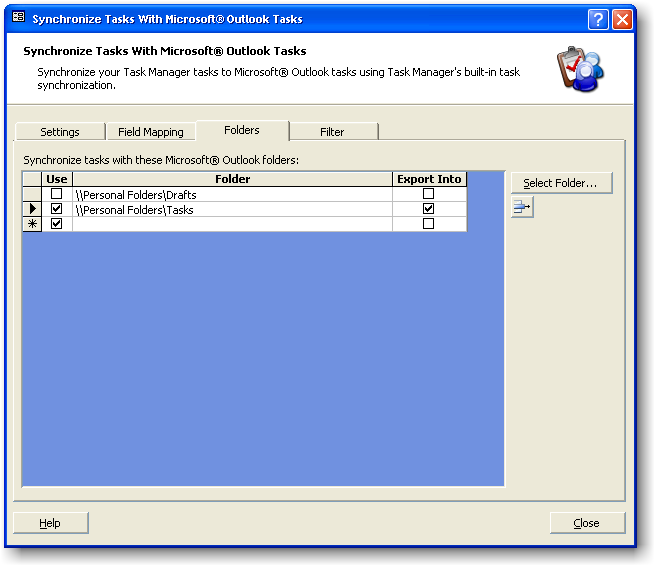 Synchronize Tasks With Microsoft® Outlook Tasks
Synchronize Tasks With Microsoft® Outlook Tasks
Synchronize your Task Manager tasks to Microsoft® Outlook tasks using Task Manager's built-in task
synchronization.
Settings Field Mapping Folders Filter
Synchronize tasks with these Microsoft® Outlook folders:
Use Folder Export Into
Select Folder...
\\Personal Folders\Drafts
\\Personal Folders\Tasks
Help Close